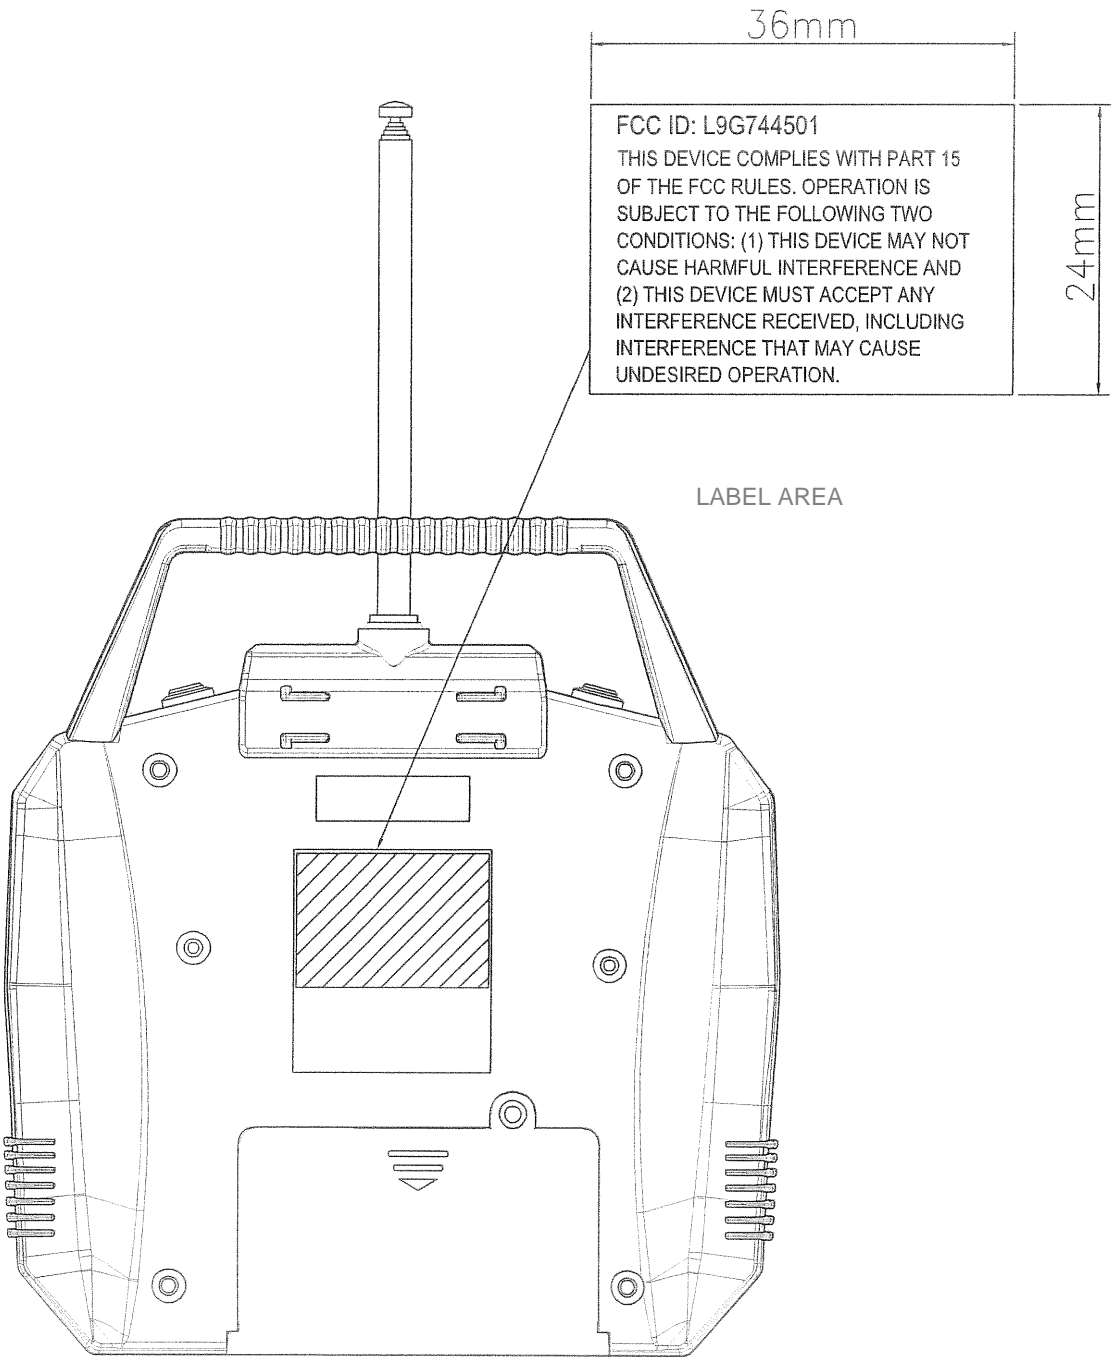 36mm
FCC ID: L9G744501
THIS DEVICE COMPLIES WITH PART 15
OF THE FCC RULES. OPERATION IS
SUBJECT TO THE FOLLOWING TWO
CONDITIONS: (1) THIS DEVICE MAY NOT
CAUSE HARMFUL INTERFERENCE AND
(2) THIS DEVICE MUST ACCEPT ANY
INTERFERENCE RECEIVED, INCLUDING
INTERFERENCE THAT MAY CAUSE
UNDESIRED OPERATION.
24mm
LABEL AREA